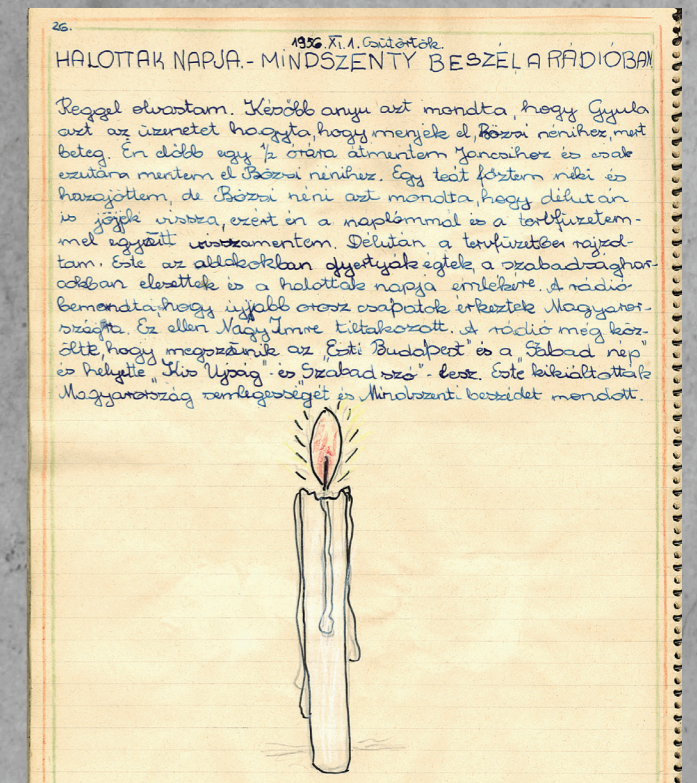 26.
1956. XI. 1. Csütörtök.
HALOTTAK NAPJA.- MINDSZENTY BESZÉL A RÁDIÓBAN
Reggel olvastam. Később anyu azt mondta, hogy Gyula
azt az üzenetet hagyta, hogy menjek el, Bözsi nénihez, mert
beteg. Én előbb egy 1/2 órára átmentem Jancsihoz és csak
ezután mentem el Bözsi nénihez. Egy teát főztem néki és
hazajöttem, de Bözsi néni azt mondta, hogy délután
is jöjjek vissza, ezért én a naplómmal és a tervfüzetem-
mel együtt visszamentem. Délután a tervfüzetbe rajzol-
tam. Este az ablakokban gyertyák égtek, a szabadsághar-
cokban elesettek és a halottak napja emlékére. A rádió
bemondta, hogy újabb orosz csapatok érkeztek Magyaror-
szágra. Ez ellen Nagy Imre tiltakozott. A rádió még köz-
ölte, hogy megszűnik az "Esti Budapest" és a "Szabad nép"
és helyette "Kis Ujság" és Szabad szó"- lesz. Este kikiáltották
Magyarország semlegességét és Mindszenti beszédet mondott.